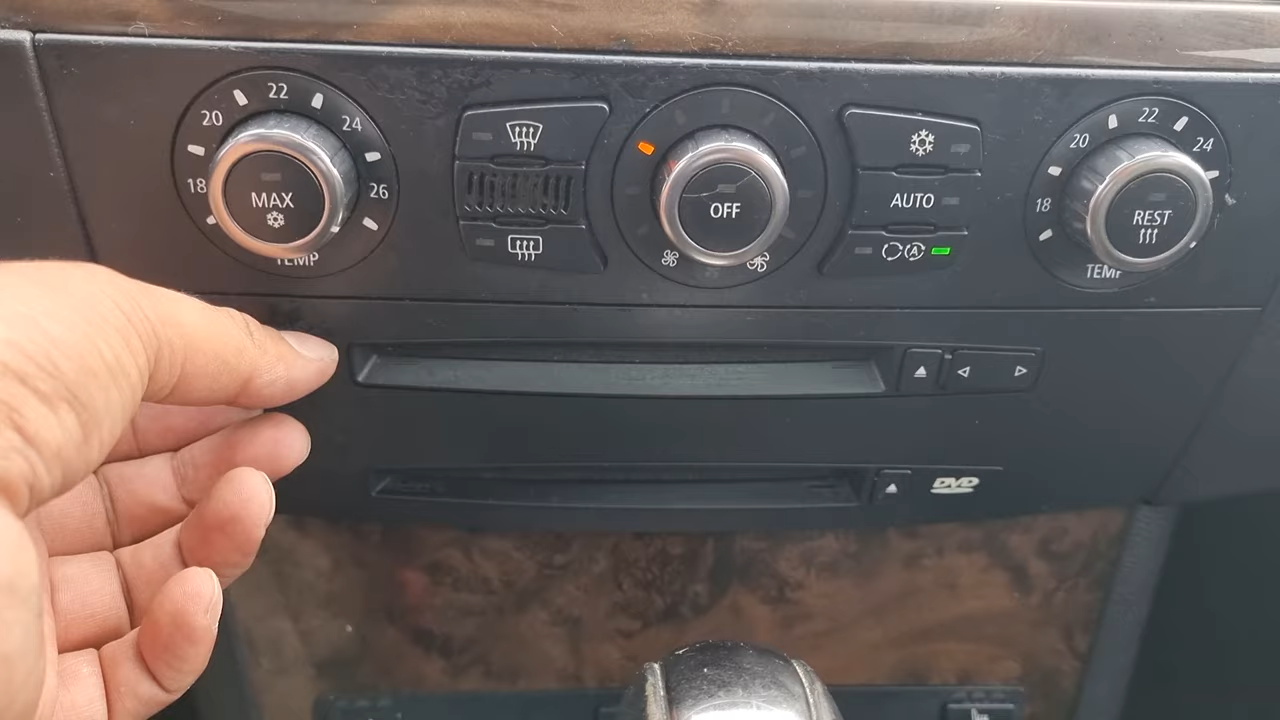 18 20 22 24 26
MAX
TEMP
OFF
AUTO
A
18 20 22 24
REST
TEMP
DVD